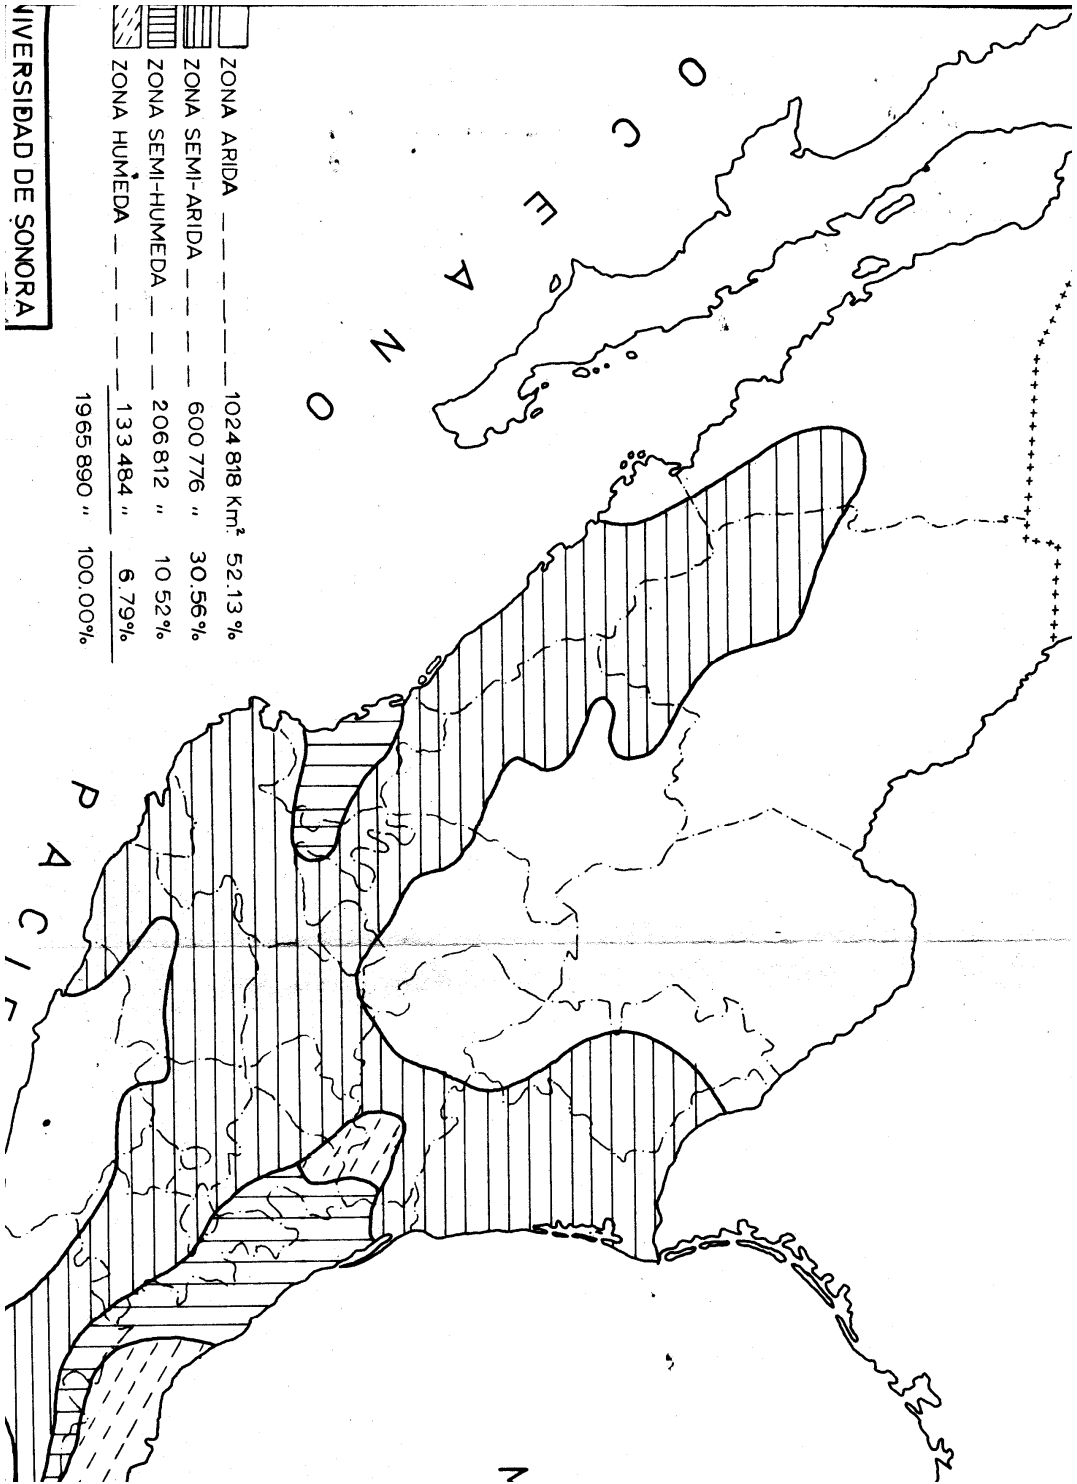 O C E A N O
P A C I F
ZONA ARIDA _ _ _ _ _ 1024 818 Km² 52.13 %
ZONA SEMI-ARIDA _ _ _ _ 600 776 " 30.56%
ZONA SEMI-HUMEDA _ _ _ 206 812 " 10 52%
ZONA HUMEDA _ _ _ _ _ 133 484 " 6.79%
1965 890 " 100.00%
NIVERSIDAD DE SONORA